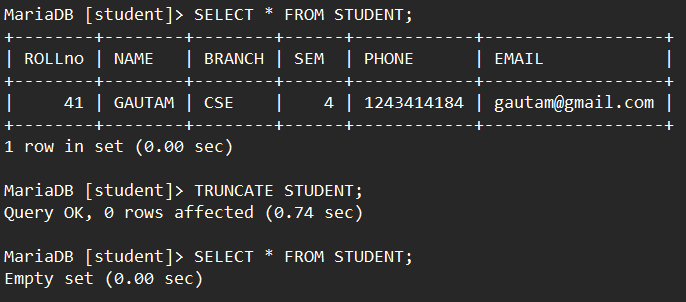 MariaDB [student]> SELECT * FROM STUDENT;
+--------+--------+--------+------+------------+------------------+
| ROLLno | NAME   | BRANCH | SEM  | PHONE      | EMAIL            |
+--------+--------+--------+------+------------+------------------+
|     41 | GAUTAM | CSE    |    4 | 1243414184 | gautam@gmail.com |
+--------+--------+--------+------+------------+------------------+
1 row in set (0.00 sec)
MariaDB [student]> TRUNCATE STUDENT;
Query OK, 0 rows affected (0.74 sec)
MariaDB [student]> SELECT * FROM STUDENT;
Empty set (0.00 sec)